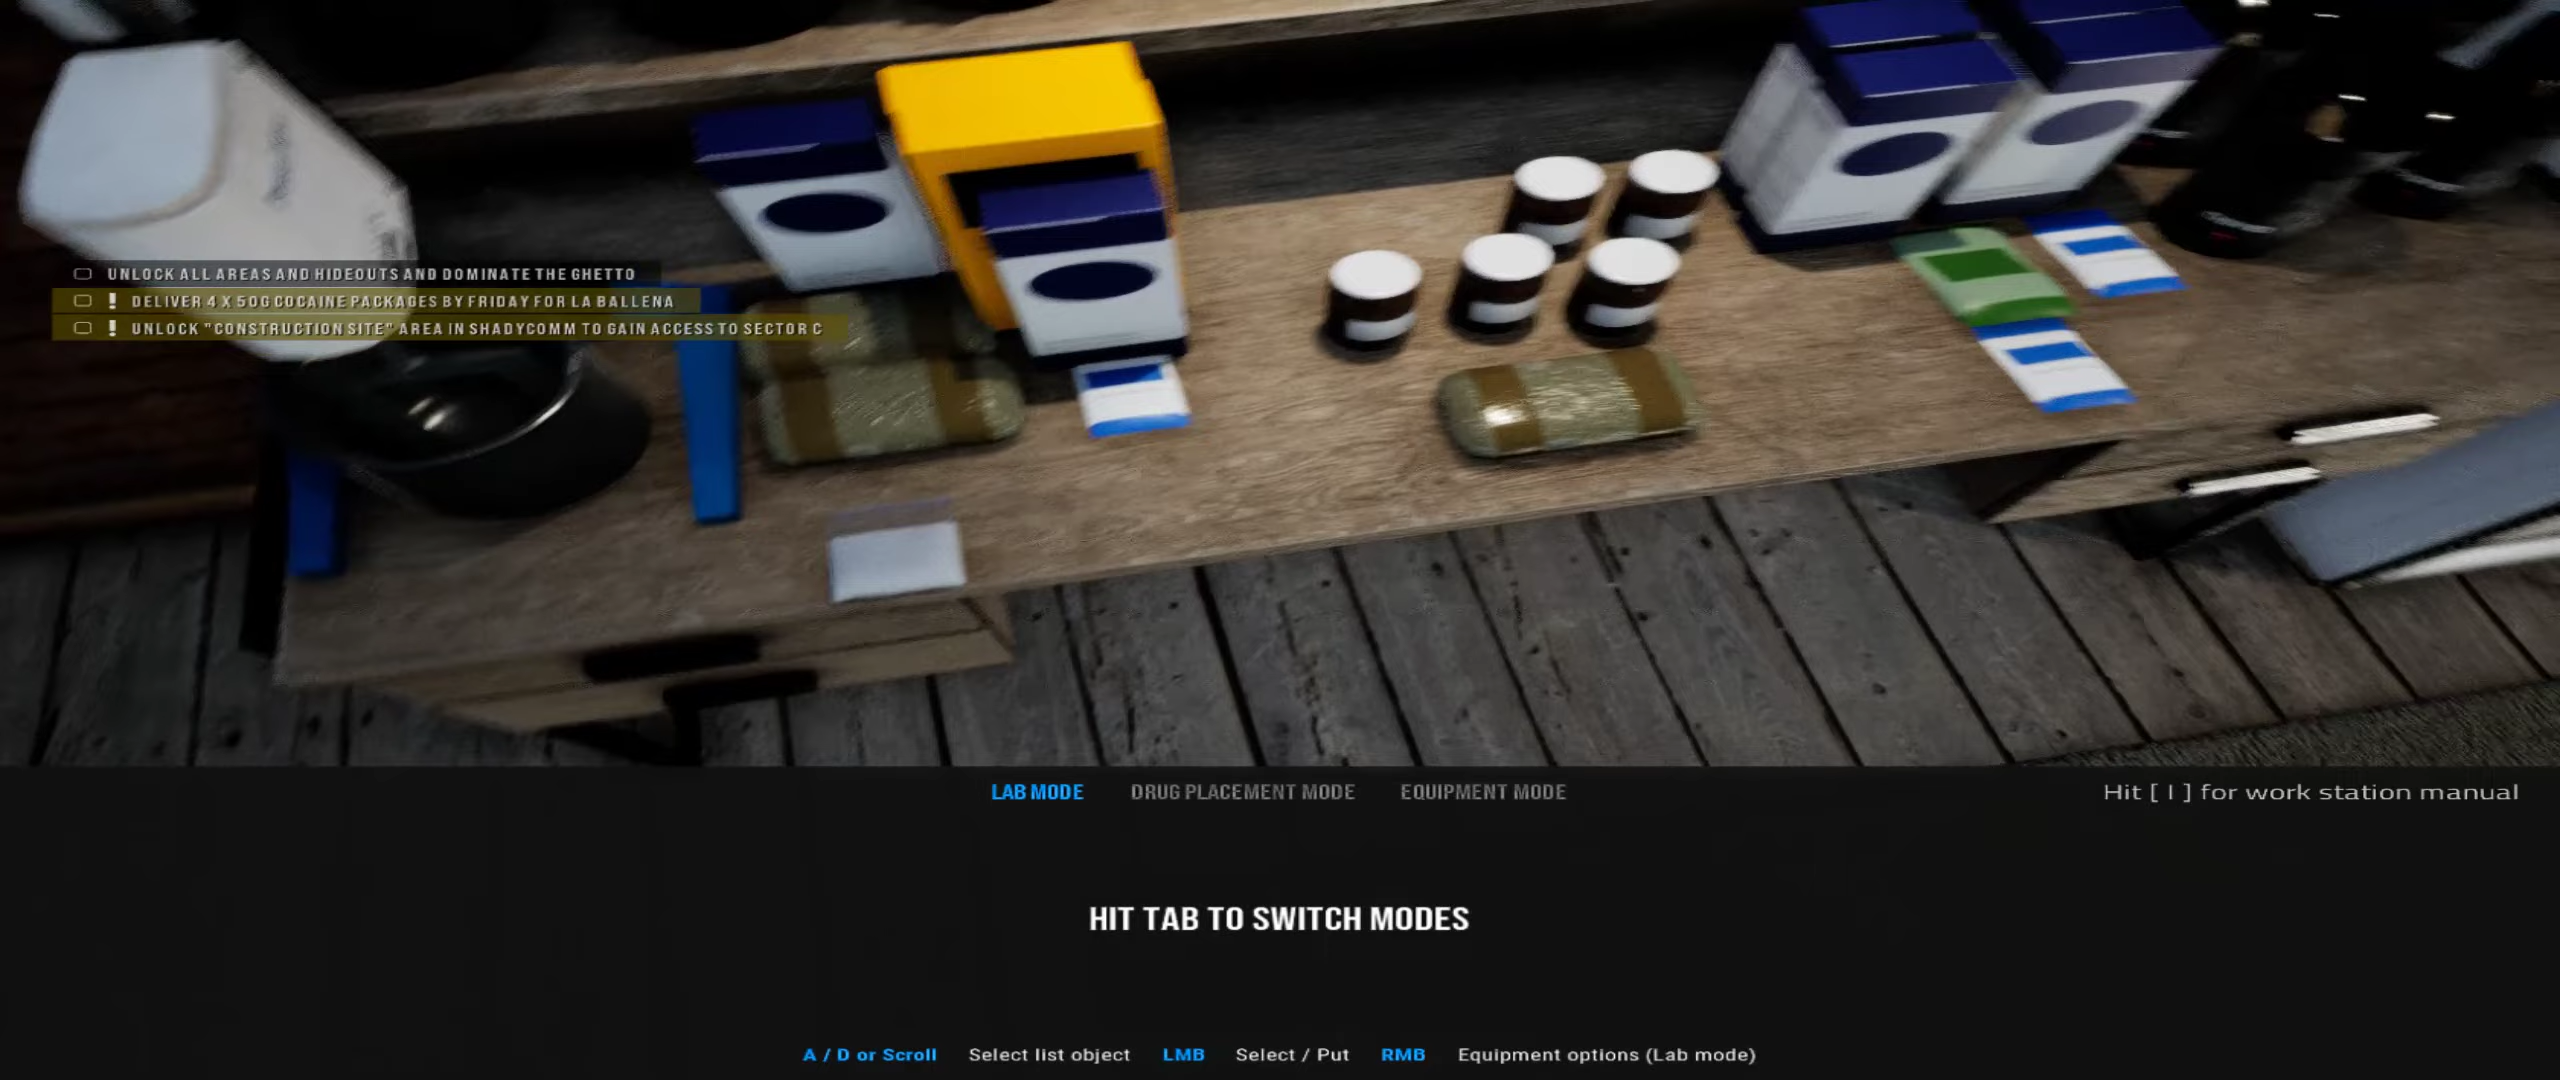 UNLOCK ALL AREAS AND HIDEOUTS AND DOMINATE THE GHETTO
! DELIVER 4 X 50G COCAINE PACKAGES BY FRIDAY FOR LA BALLENA
! UNLOCK "CONSTRUCTION SITE" AREA IN SHADYCOMM TO GAIN ACCESS TO SECTOR C
LAB MODE DRUG PLACEMENT MODE EQUIPMENT MODE Hit [ I ] for work station manual
HIT TAB TO SWITCH MODES
A / D or Scroll Select list object LMB Select / Put RMB Equipment options (Lab mode)